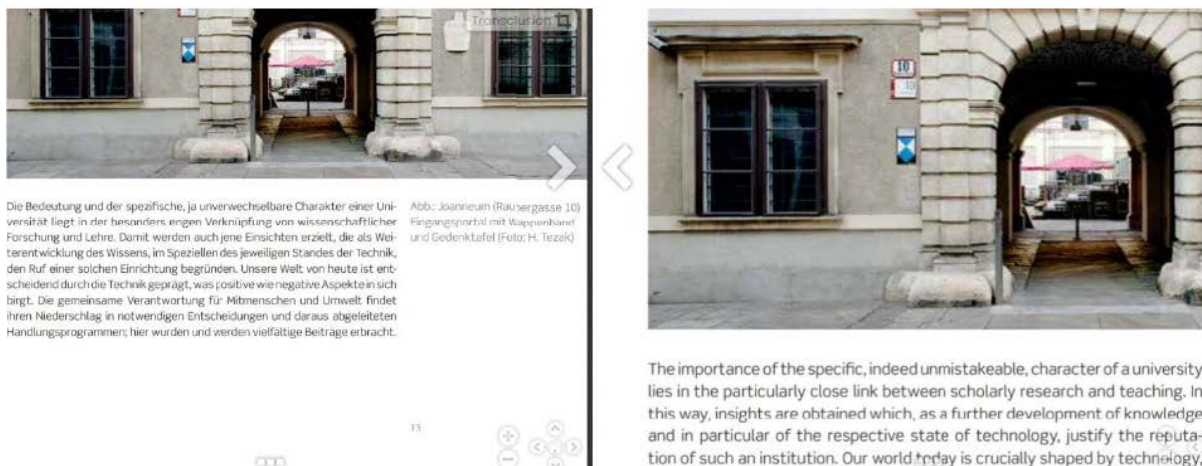 Transclusion
Die Bedeutung und der spezifische, ja unverwechselbare Charakter einer Uni-
versität liegt in der besonders engen Verknüpfung von wissenschaftlicher
Forschung und Lehre. Damit werden auch jene Einsichten erzielt, die als Wei-
terentwicklung des Wissens, im Speziellen des jeweiligen Standes der Technik,
den Ruf einer solchen Einrichtung begründen. Unsere Welt von heute ist ent-
scheidend durch die Technik geprägt, was positive wie negative Aspekte in sich
birgt. Die gemeinsame Verantwortung für Mitmenschen und Umwelt findet
ihren Niederschlag in notwendigen Entscheidungen und daraus abgeleiteten
Handlungsprogrammen; hier wurden und werden vielfältige Beiträge erbracht.
Abb.: Joanneum (Raubergasse 10)
Eingangsportal mit Wappenband
und Gedenktafel (Foto: H. Tezak)
13
10
The importance of the specific, indeed unmistakeable, character of a university
lies in the particularly close link between scholarly research and teaching. In
this way, insights are obtained which, as a further development of knowledge
and in particular of the respective state of technology, justify the reputa-
tion of such an institution. Our world today is crucially shaped by technology,